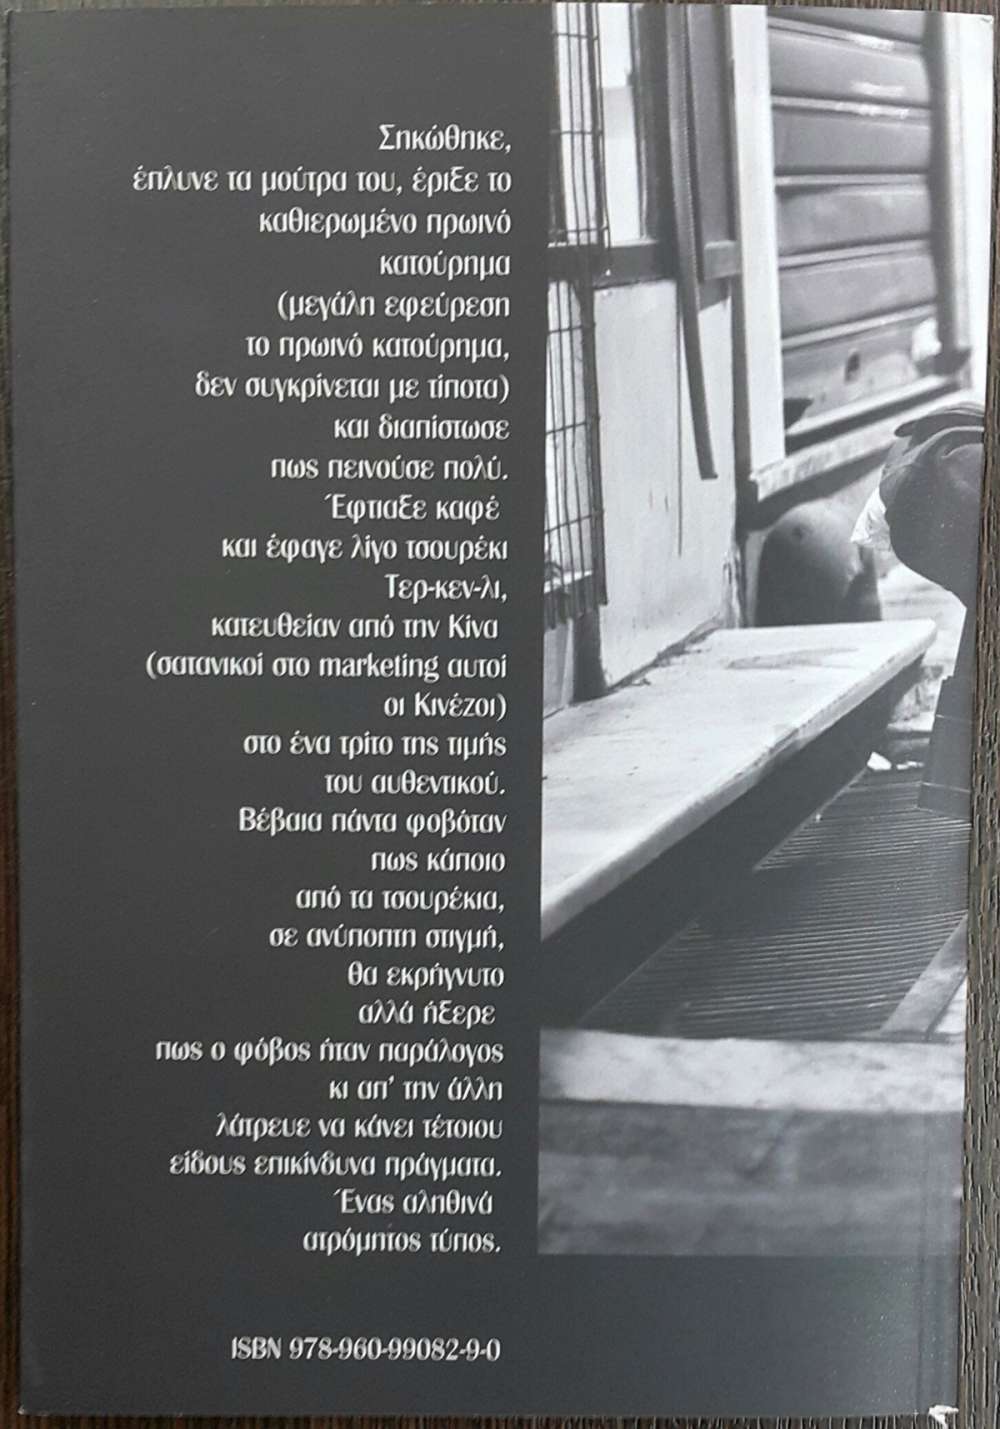 Σηκώθηκε,
έπλυνε τα μούτρα του, έριξε το
καθιερωμένο πρωινό
κατούρημα
(μεγάλη εφεύρεση
το πρωινό κατούρημα,
δεν συγκρίνεται με τίποτα)
και διαπίστωσε
πως πεινούσε πολύ.
Έφτιαξε καφέ
και έφαγε λίγο τσουρέκι
Τερ-κεν-λι,
κατευθείαν από την Κίνα
(σατανικοί στο marketing αυτοί
οι Κινέζοι)
στο ένα τρίτο της τιμής
του αυθεντικού.
Βέβαια πάντα φοβόταν
πως κάποιο
από τα τσουρέκια,
σε ανύποπτη στιγμή,
θα εκρήγνυτο
αλλά ήξερε
πως ο φόβος ήταν παράλογος
κι απ' την άλλη
λάτρευε να κάνει τέτοιου
είδους επικίνδυνα πράγματα.
Ένας αληθινά
ατρόμητος τύπος.
ISBN 978-960-99082-9-0